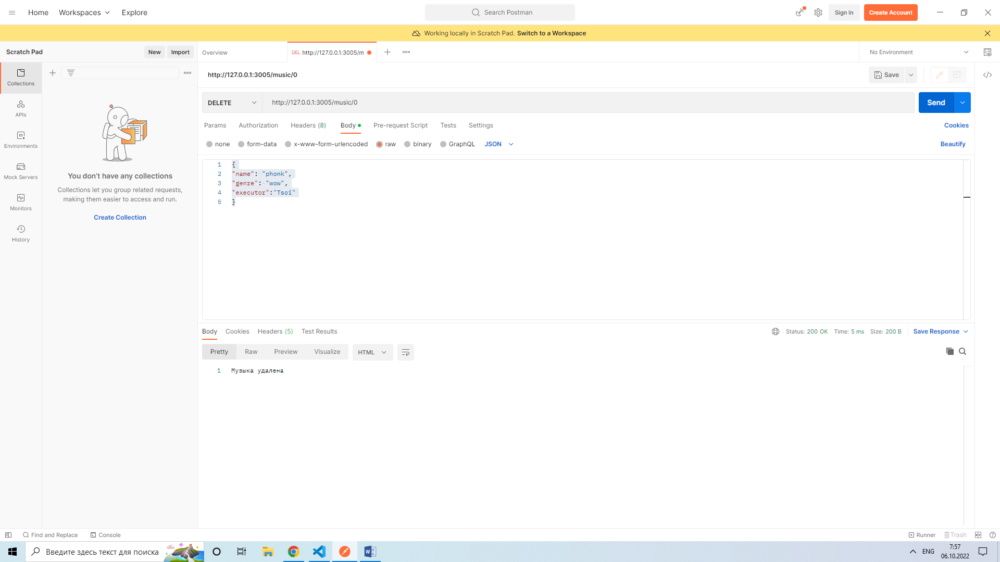 Home Workspaces Explore Search Postman Sign In Create Account
Working locally in Scratch Pad. Switch to a Workspace
Scratch Pad New Import Overview DEL http://127.0.0.1:3005/m No Environment
Collections
APIs
Environments
Mock Servers
Monitors
History
You don't have any collections
Collections let you group related requests,
making them easier to access and run.
Create Collection
http://127.0.0.1:3005/music/0 Save
DELETE http://127.0.0.1:3005/music/0 Send
Params Authorization Headers (8) Body Pre-request Script Tests Settings Cookies
none form-data x-www-form-urlencoded raw binary GraphQL JSON Beautify
1 {
2 "name": "phonk",
3 "genre": "wow",
4 "executor":"Tsoi"
5 }
Body Cookies Headers (5) Test Results Status: 200 OK Time: 5 ms Size: 200 B Save Response
Pretty Raw Preview Visualize HTML
1 Музыка удалена
Find and Replace Console Runner Trash
Введите здесь текст для поиска ENG 7:57
06.10.2022